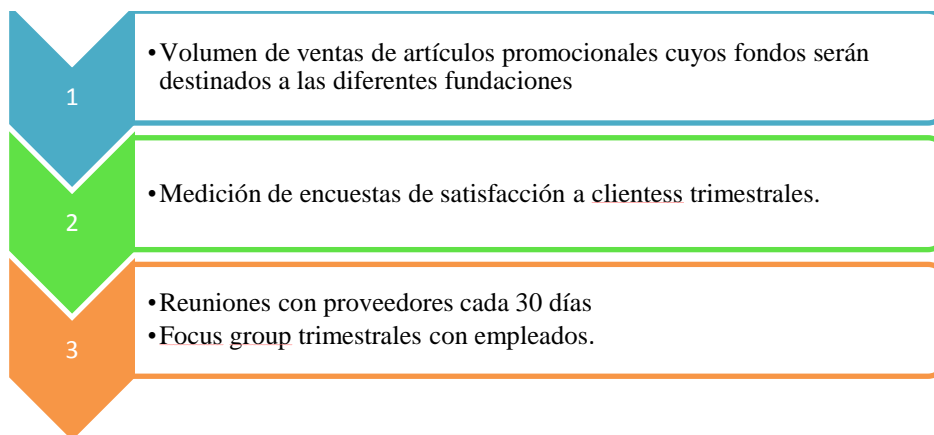 1
•Volumen de ventas de artículos promocionales cuyos fondos serán
destinados a las diferentes fundaciones
2
•Medición de encuestas de satisfacción a clientess trimestrales.
3
•Reuniones con proveedores cada 30 días
•Focus group trimestrales con empleados.